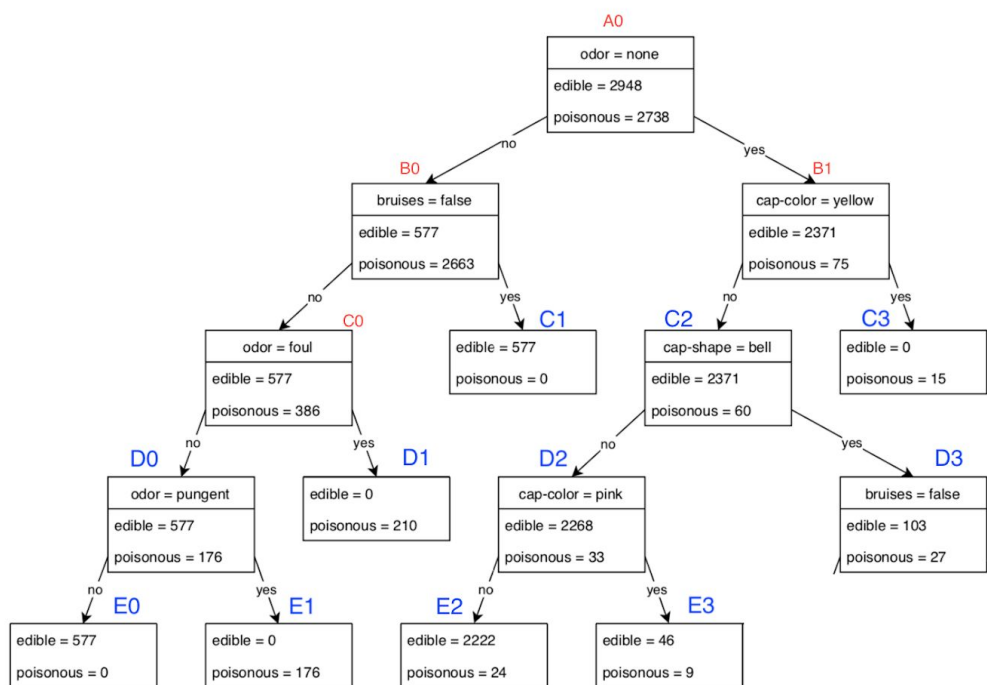 A0
odor = none
edible = 2948
poisonous = 2738
no
yes
B0
bruises = false
edible = 577
poisonous = 2663
B1
cap-color = yellow
edible = 2371
poisonous = 75
no
yes
no
yes
C0
odor = foul
edible = 577
poisonous = 386
C1
edible = 577
poisonous = 0
C2
cap-shape = bell
edible = 2371
poisonous = 60
C3
edible = 0
poisonous = 15
no
yes
no
yes
D0
odor = pungent
edible = 577
poisonous = 176
D1
edible = 0
poisonous = 210
D2
cap-color = pink
edible = 2268
poisonous = 33
D3
bruises = false
edible = 103
poisonous = 27
no
yes
no
yes
E0
edible = 577
poisonous = 0
E1
edible = 0
poisonous = 176
E2
edible = 2222
poisonous = 24
E3
edible = 46
poisonous = 9